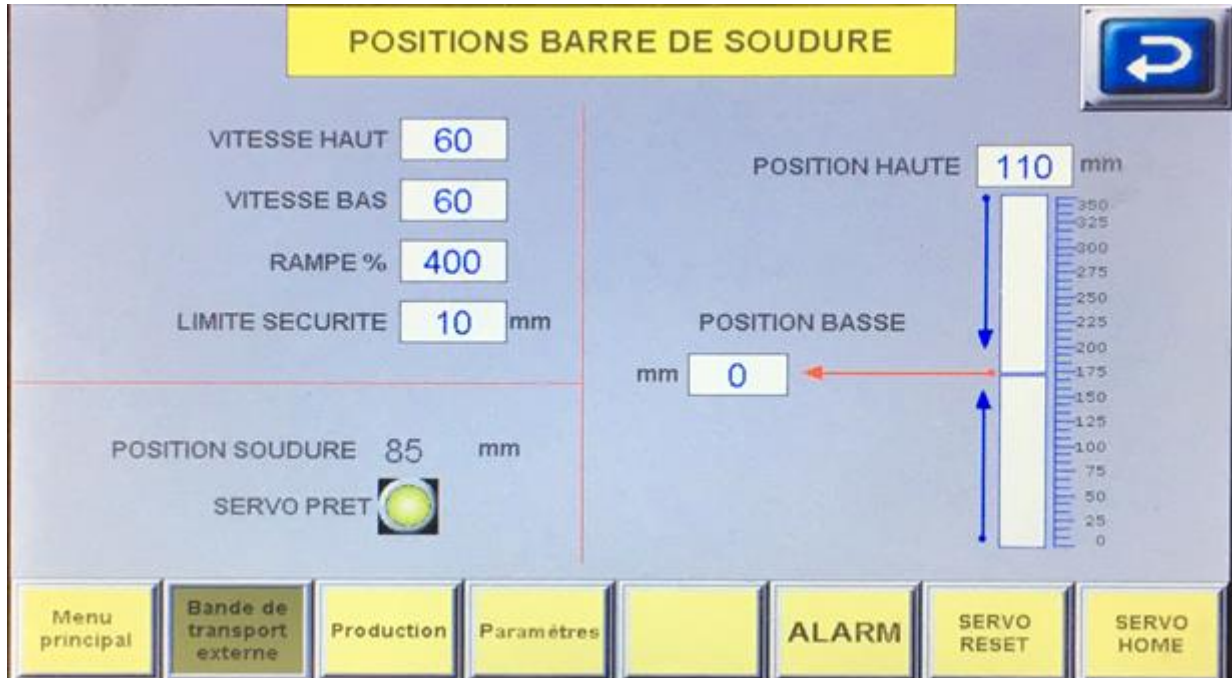 POSITIONS BARRE DE SOUDURE
VITESSE HAUT 60
VITESSE BAS 60
RAMPE % 400
LIMITE SECURITE 10 mm
POSITION SOUDURE 85 mm
SERVO PRET
POSITION HAUTE 110 mm
POSITION BASSE
mm 0
350
325
300
275
250
225
200
175
150
125
100
75
50
25
0
Menu
principal
Bande de
transport
externe
Production
Paramétres
ALARM
SERVO
RESET
SERVO
HOME